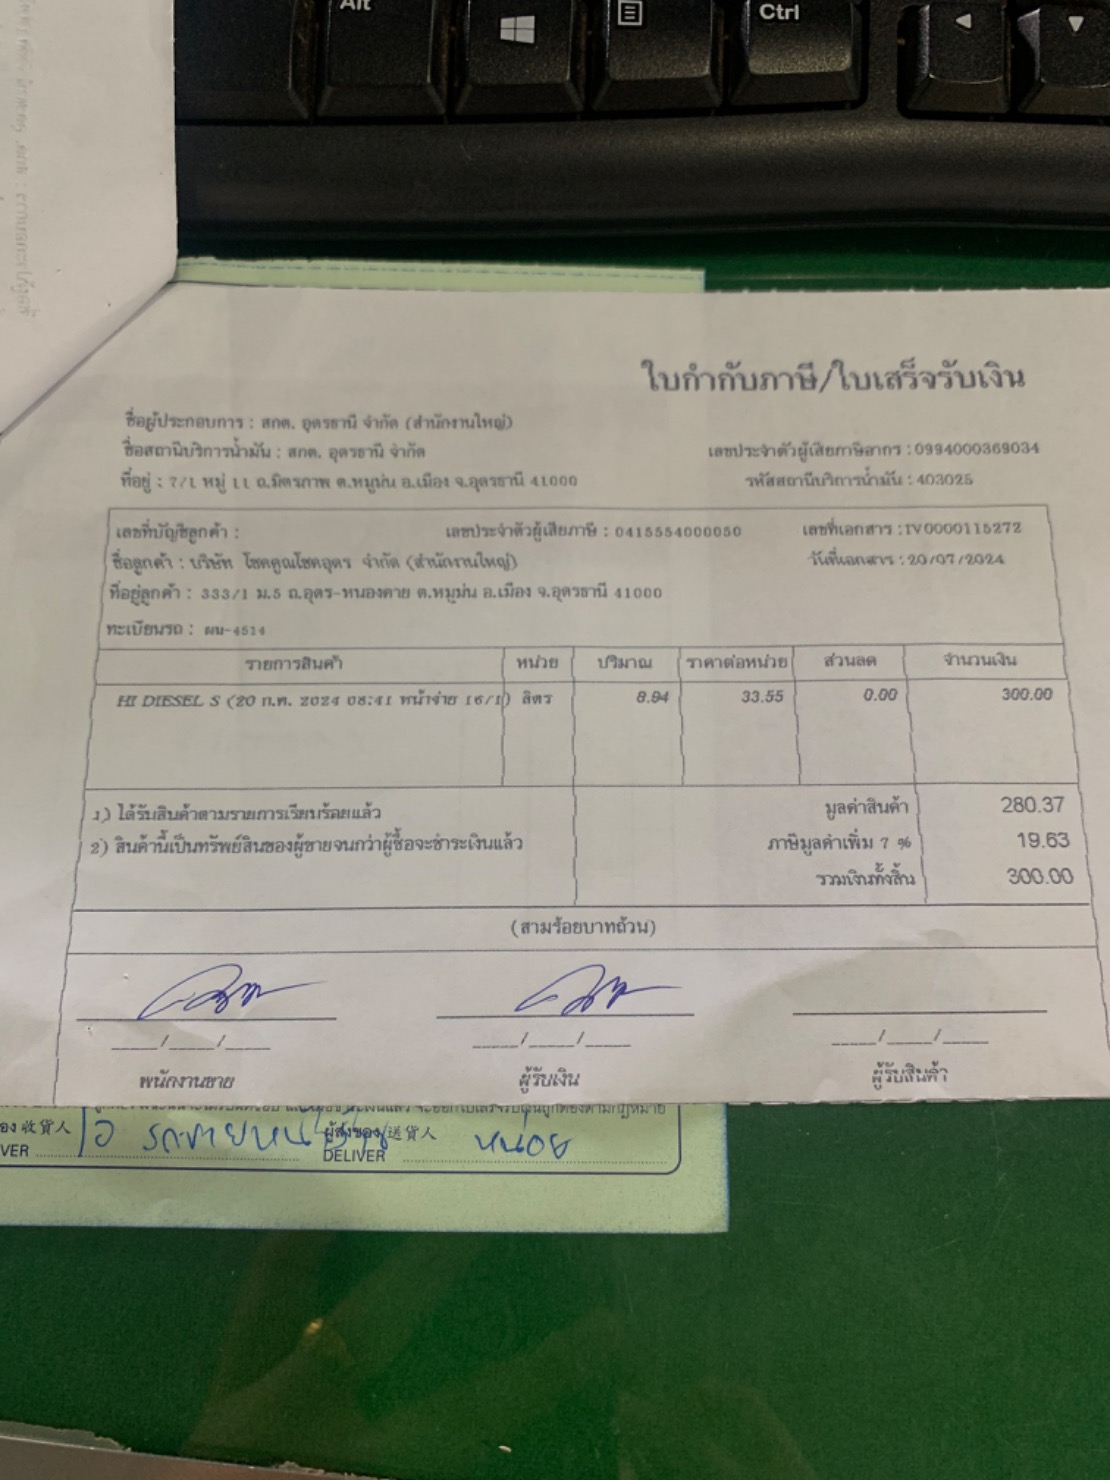 Alt
Ctrl
ใบกำกับภาษี/ใบเสร็จรับเงิน
ชื่อผู้ประกอบการ : สกต. อุดรธานี จำกัด (สำนักงานใหญ่)
ชื่อสถานีบริการน้ำมัน : สกต. อุดรธานี จำกัด
เลขประจำตัวผู้เสียภาษีอากร : 0994000369034
ที่อยู่ : 7/1 หมู่ 11 ถ.มิตรภาพ ต.หมูม่น อ.เมือง จ.อุดรธานี 41000
รหัสสถานีบริการน้ำมัน : 403025
เลขที่บัญชีลูกค้า : เลขประจำตัวผู้เสียภาษี : 0415554000050 เลขที่เอกสาร : IV0000115272
ชื่อลูกค้า : บริษัท โชคคูณโชคอุดร จำกัด (สำนักงานใหญ่) วันที่เอกสาร : 20/07/2024
ที่อยู่ลูกค้า : 333/1 ม.5 ถ.อุดร-หนองคาย ต.หมูม่น อ.เมือง จ.อุดรธานี 41000
ทะเบียนรถ : ผน-4514
รายการสินค้า หน่วย ปริมาณ ราคาต่อหน่วย ส่วนลด จำนวนเงิน
HI DIESEL S (20 ก.ค. 2024 08:41 หน้าจ่าย 16/1) ลิตร 8.94 33.55 0.00 300.00
1) ได้รับสินค้าตามรายการเรียบร้อยแล้ว
มูลค่าสินค้า 280.37
2) สินค้านี้เป็นทรัพย์สินของผู้ขายจนกว่าผู้ซื้อจะชำระเงินแล้ว
ภาษีมูลค่าเพิ่ม 7 % 19.63
รวมเงินทั้งสิ้น 300.00
(สามร้อยบาทถ้วน)
____/____/____ ____/____/____ ____/____/____
พนักงานขาย ผู้รับเงิน ผู้รับสินค้า
收货人 ผู้ส่งของ/送货人 หน่อย
VER DELIVER